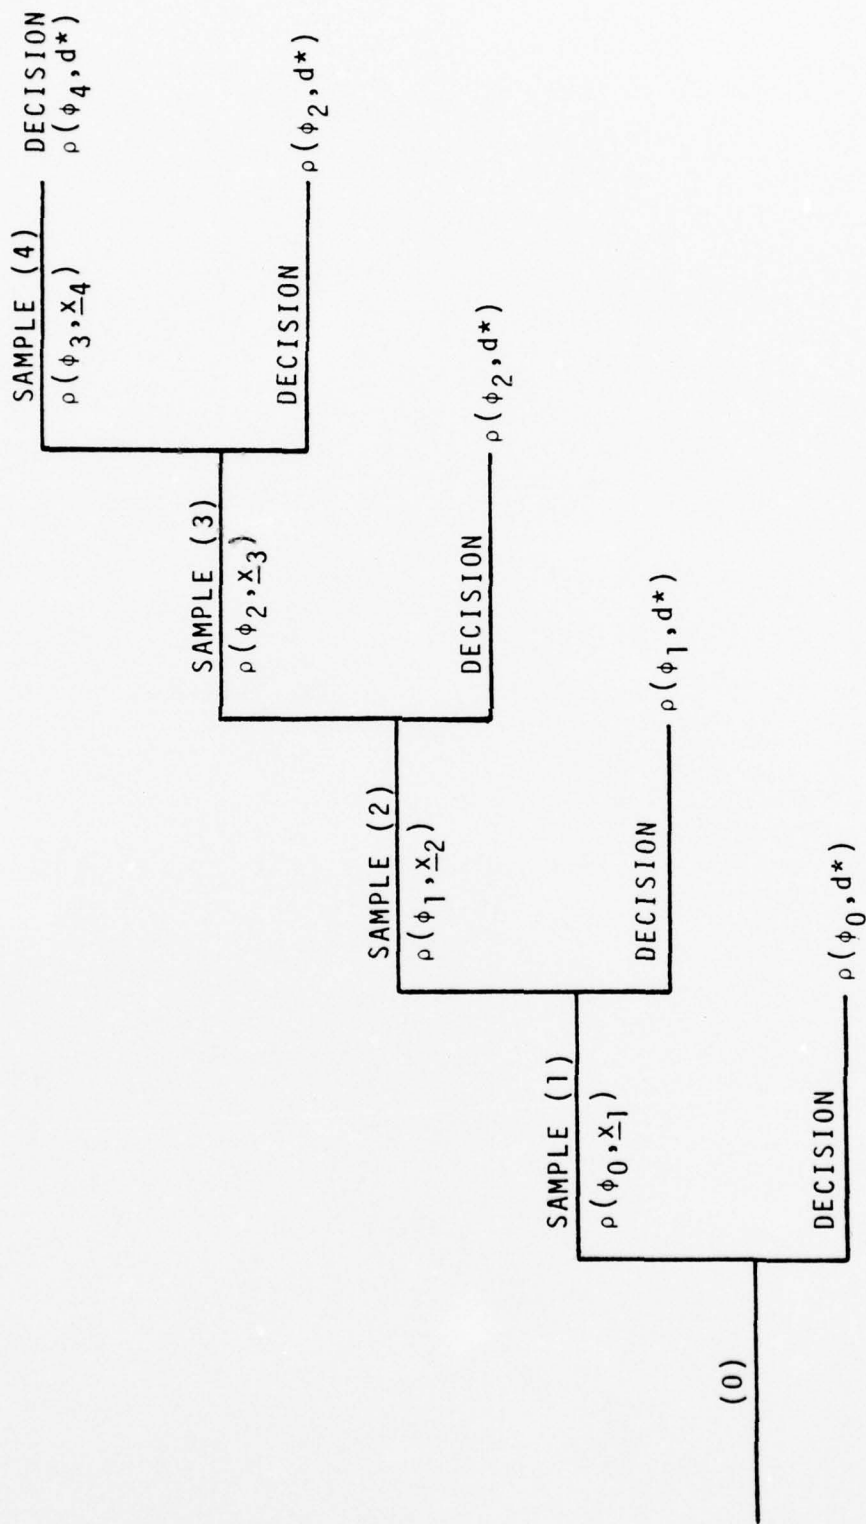 (0)
SAMPLE (1)
ρ(ϕ0,x1)
DECISION
ρ(ϕ0,d*)
SAMPLE (2)
ρ(ϕ1,x2)
DECISION
ρ(ϕ1,d*)
SAMPLE (3)
ρ(ϕ2,x3)
DECISION
ρ(ϕ2,d*)
SAMPLE (4)
ρ(ϕ3,x4)
DECISION
ρ(ϕ2,d*)
DECISION
ρ(ϕ4,d*)